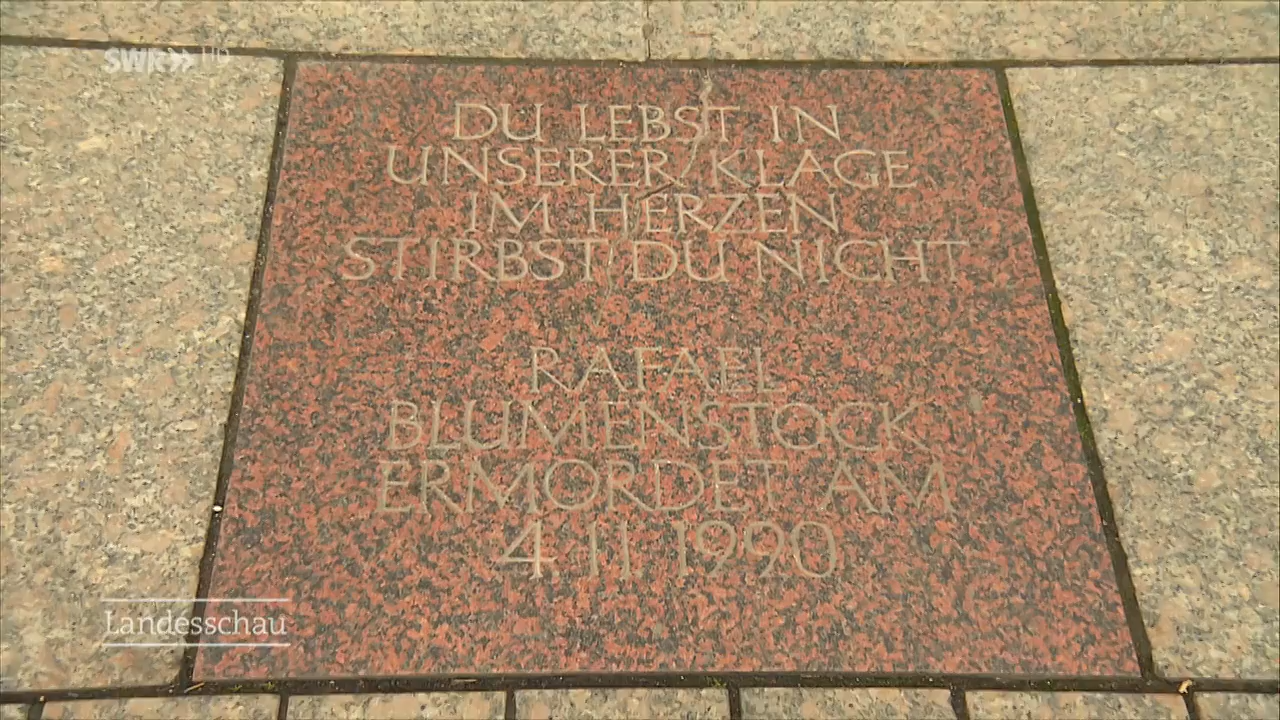 SWR» HD
DU LEBST IN
UNSERER KLAGE
IM HERZEN
STIRBST DU NICHT
RAFAEL
BLUMENSTOCK
ERMORDET AM
4. 11. 1990
Landesschau